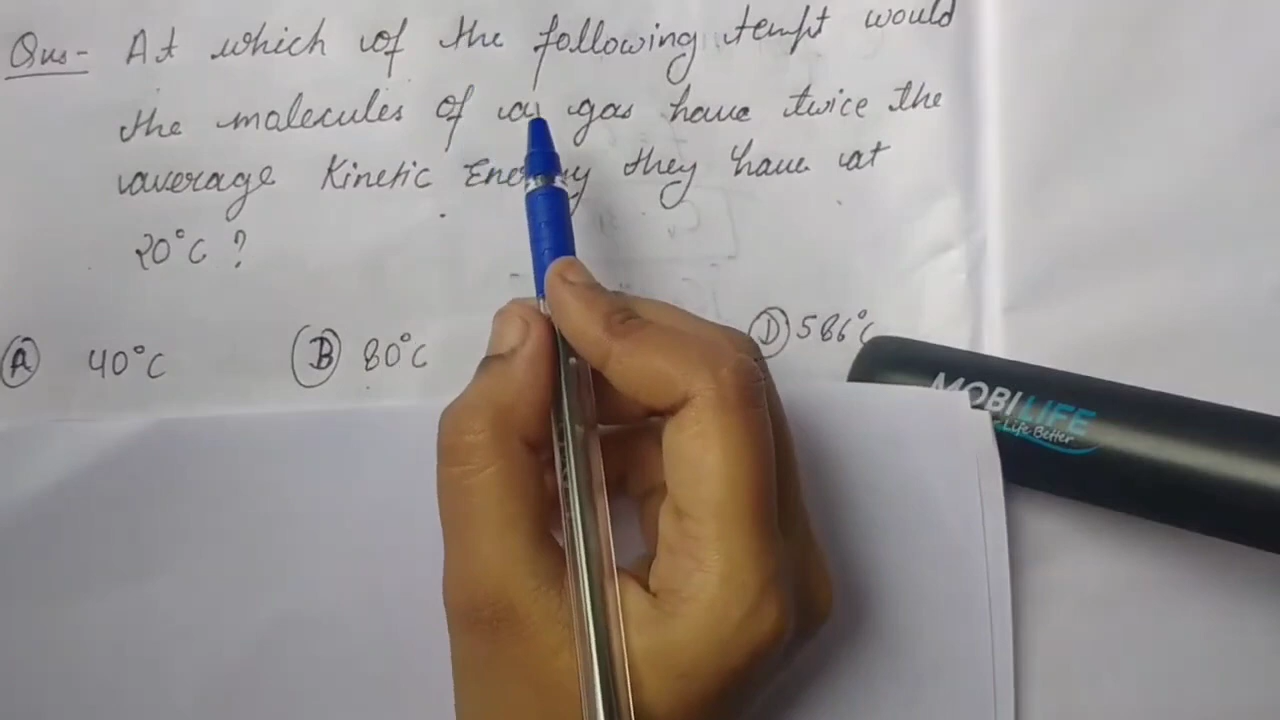 Qus- At which of the following tempt would
the molecules of a gas have twice the
average Kinetic Energy they have at
20°C ?
(A) 40°C (B) 80°C (D) 586°C
MOBILIFE
Life Better